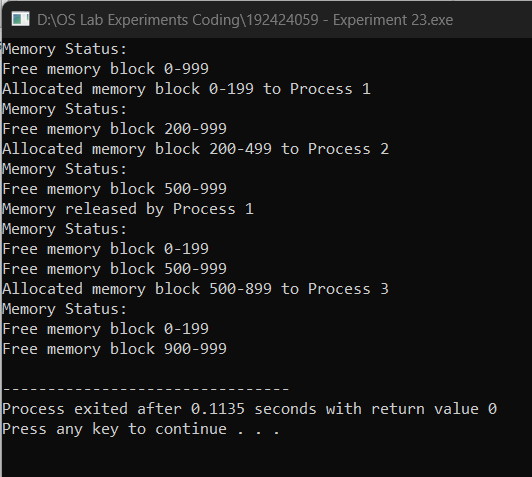 D:\OS Lab Experiments Coding\192424059 - Experiment 23.exe
Memory Status:
Free memory block 0-999
Allocated memory block 0-199 to Process 1
Memory Status:
Free memory block 200-999
Allocated memory block 200-499 to Process 2
Memory Status:
Free memory block 500-999
Memory released by Process 1
Memory Status:
Free memory block 0-199
Free memory block 500-999
Allocated memory block 500-899 to Process 3
Memory Status:
Free memory block 0-199
Free memory block 900-999
--------------------------------
Process exited after 0.1135 seconds with return value 0
Press any key to continue . . .